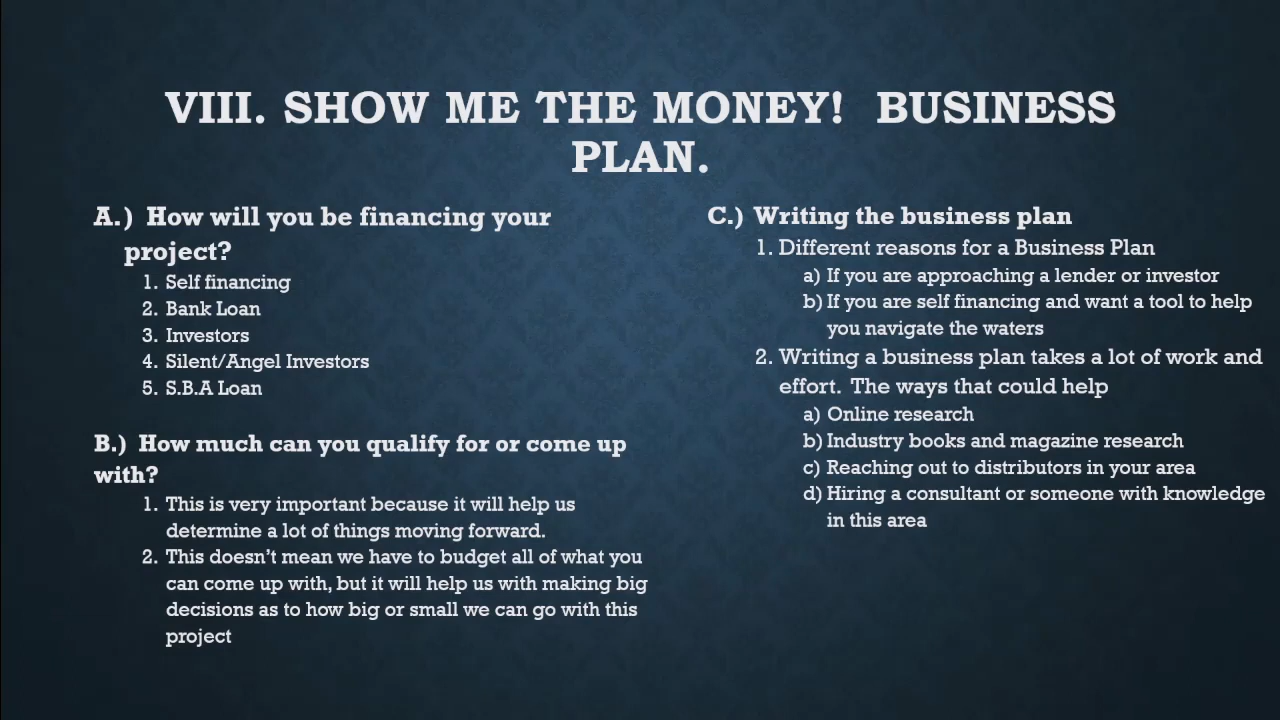 VIII. SHOW ME THE MONEY!  BUSINESS
PLAN.
A.)  How will you be financing your
project?
1. Self financing
2. Bank Loan
3. Investors
4. Silent/Angel Investors
5. S.B.A Loan
B.)  How much can you qualify for or come up
with?
1. This is very important because it will help us
determine a lot of things moving forward.
2. This doesn’t mean we have to budget all of what you
can come up with, but it will help us with making big
decisions as to how big or small we can go with this
project
C.) Writing the business plan
1. Different reasons for a Business Plan
a) If you are approaching a lender or investor
b) If you are self financing and want a tool to help
you navigate the waters
2. Writing a business plan takes a lot of work and
effort.  The ways that could help
a) Online research
b) Industry books and magazine research
c) Reaching out to distributors in your area
d) Hiring a consultant or someone with knowledge
in this area